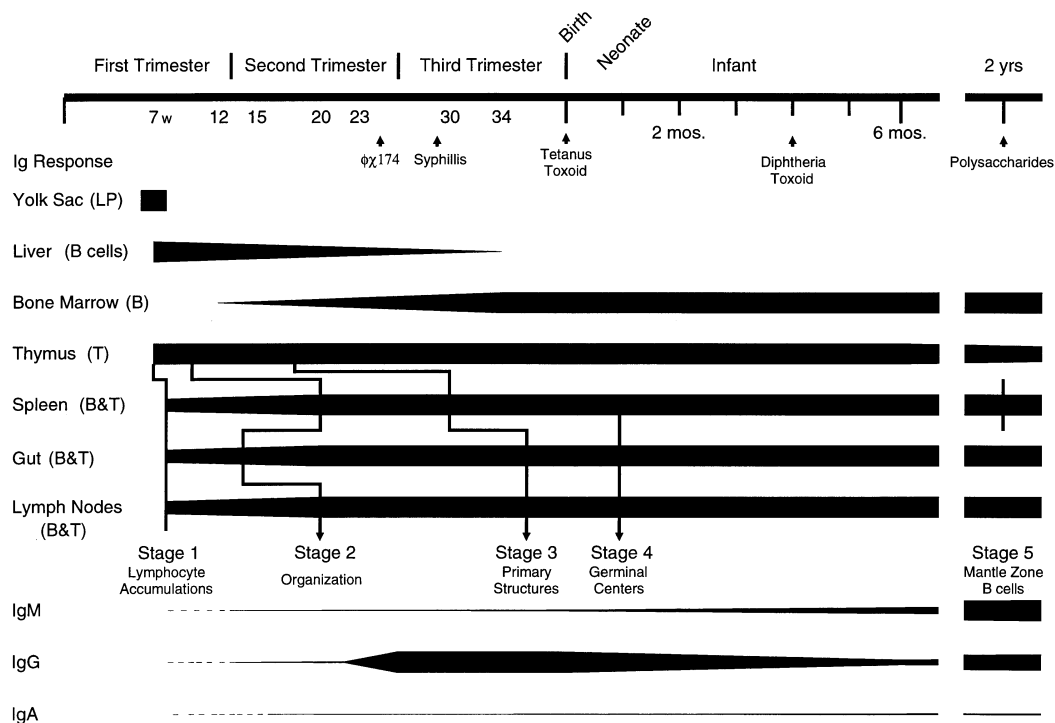 Birth
Neonate
First Trimester
Second Trimester
Third Trimester
Infant
2 yrs
7 w
12
15
20
23
30
34
2 mos.
6 mos.
Ig Response
φχ174
Syphillis
Tetanus
Toxoid
Diphtheria
Toxoid
Polysaccharides
Yolk Sac (LP)
Liver (B cells)
Bone Marrow (B)
Thymus (T)
Spleen (B&T)
Gut (B&T)
Lymph Nodes
(B&T)
Stage 1
Lymphocyte
Accumulations
Stage 2
Organization
Stage 3
Primary
Structures
Stage 4
Germinal
Centers
Stage 5
Mantle Zone
B cells
IgM
IgG
IgA